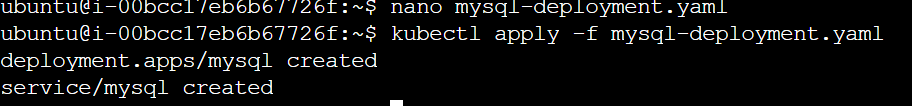 ubuntu@i-00bcc17eb6b67726f:~$ nano mysql-deployment.yaml
ubuntu@i-00bcc17eb6b67726f:~$ kubectl apply -f mysql-deployment.yaml
deployment.apps/mysql created
service/mysql created